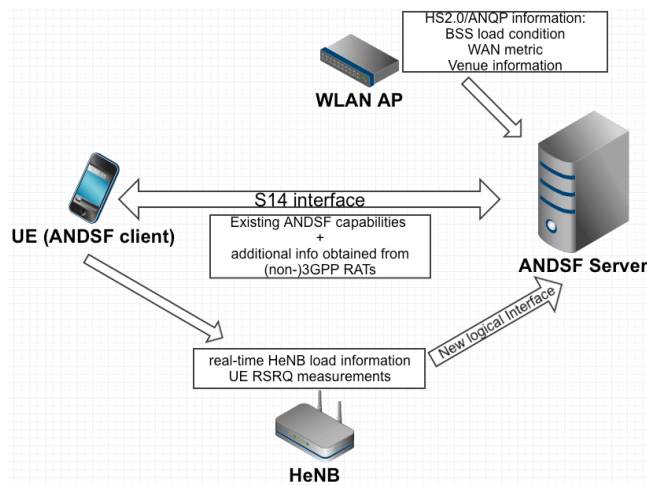 HS2.0/ANQP information:
BSS load condition
WAN metric
Venue information
WLAN AP
S14 interface
Existing ANDSF capabilities
+
additional info obtained from
(non-)3GPP RATs
UE (ANDSF client)
ANDSF Server
New logical Interface
real-time HeNB load information
UE RSRQ measurements
HeNB